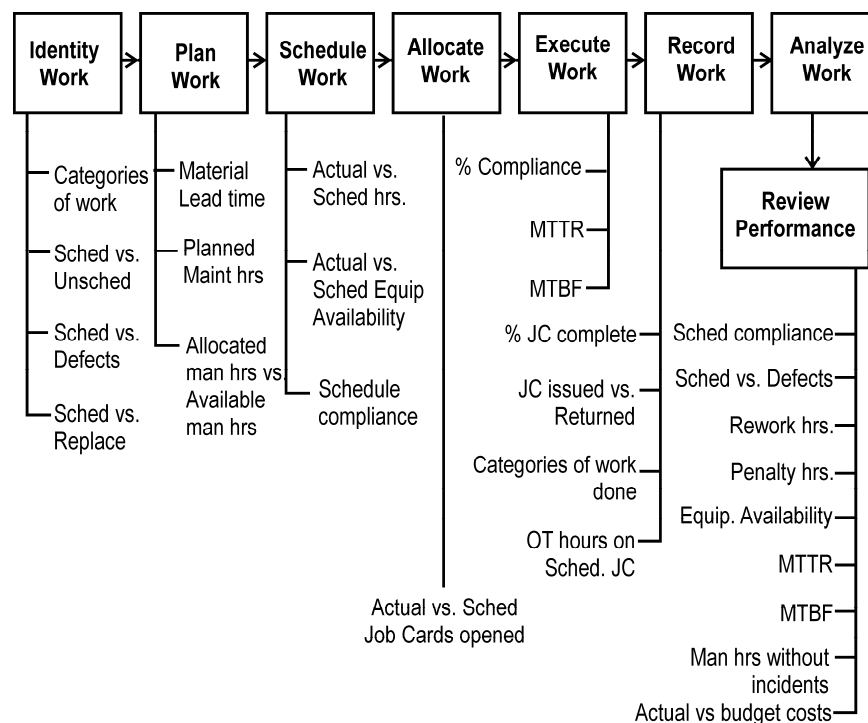 Identity
Work
Plan
Work
Schedule
Work
Allocate
Work
Execute
Work
Record
Work
Analyze
Work
Categories
of work
Sched vs.
Unsched
Sched vs.
Defects
Sched vs.
Replace
Material
Lead time
Planned
Maint hrs
Allocated
man hrs vs.
Available
man hrs
Actual vs.
Sched hrs.
Actual vs.
Sched Equip
Availability
Schedule
compliance
Actual vs. Sched
Job Cards opened
% Compliance
MTTR
MTBF
% JC complete
JC issued vs.
Returned
Categories of work
done
OT hours on
Sched. JC
Review
Performance
Sched compliance
Sched vs. Defects
Rework hrs.
Penalty hrs.
Equip. Availability
MTTR
MTBF
Man hrs without
incidents
Actual vs budget costs